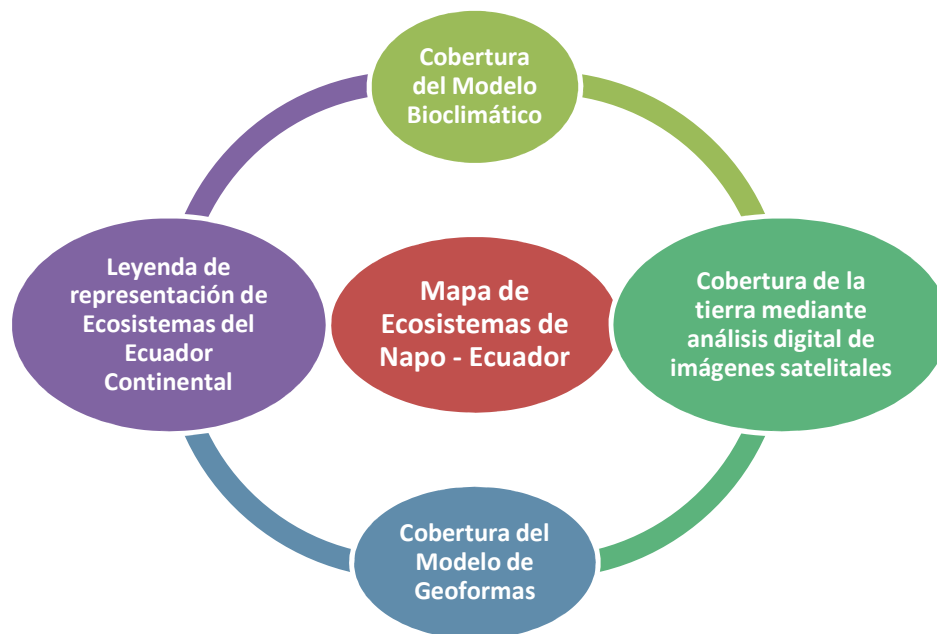 Cobertura
del Modelo
Bioclimático
Leyenda de
representación de
Ecosistemas del
Ecuador
Continental
Mapa de
Ecosistemas de
Napo - Ecuador
Cobertura de la
tierra mediante
análisis digital de
imágenes satelitales
Cobertura del
Modelo de
Geoformas